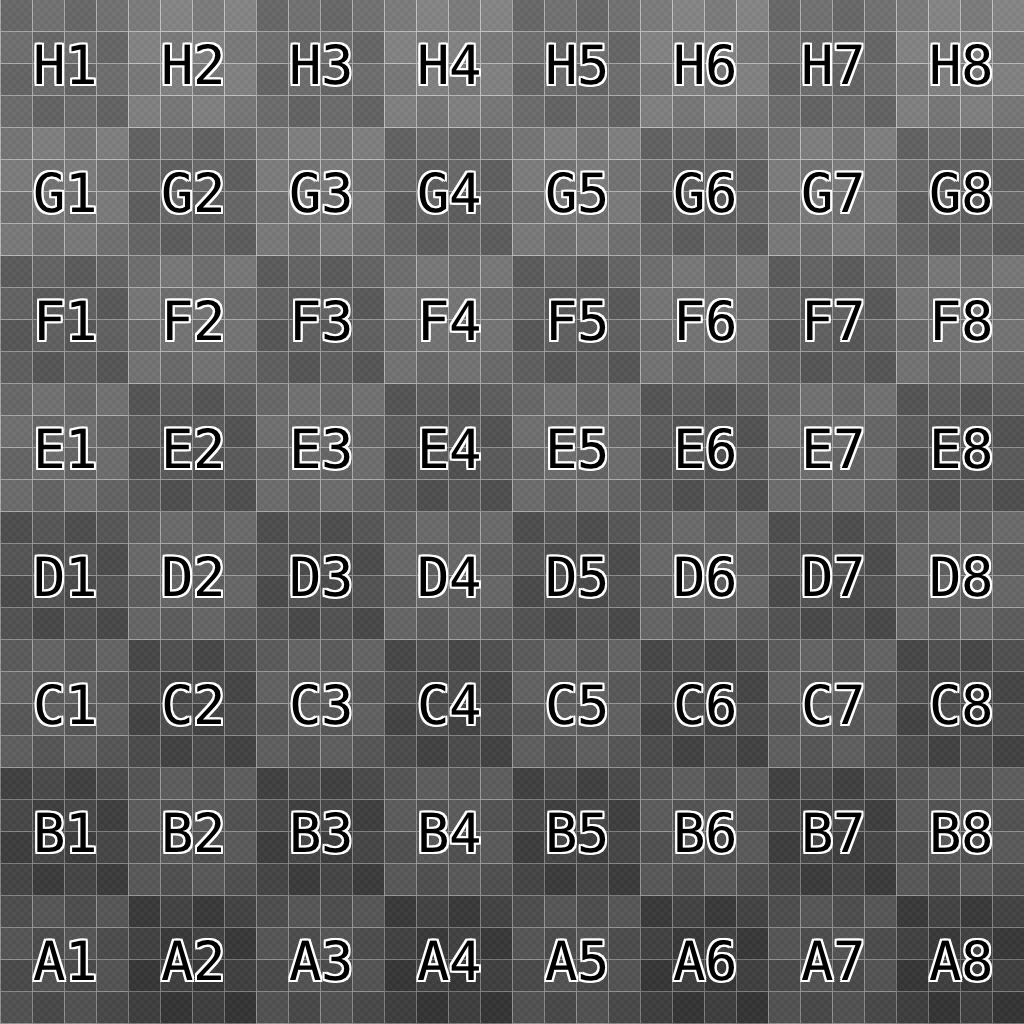 H1 H2 H3 H4 H5 H6 H7 H8
G1 G2 G3 G4 G5 G6 G7 G8
F1 F2 F3 F4 F5 F6 F7 F8
E1 E2 E3 E4 E5 E6 E7 E8
D1 D2 D3 D4 D5 D6 D7 D8
C1 C2 C3 C4 C5 C6 C7 C8
B1 B2 B3 B4 B5 B6 B7 B8
A1 A2 A3 A4 A5 A6 A7 A8